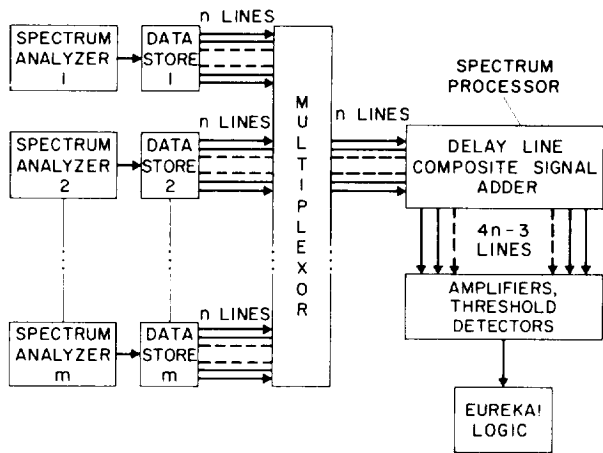 n LINES
SPECTRUM
ANALYZER
1
DATA
STORE
1
SPECTRUM
PROCESSOR
n LINES
SPECTRUM
ANALYZER
2
DATA
STORE
2
MULTIPLEXOR
n LINES
DELAY LINE
COMPOSITE SIGNAL
ADDER
4n-3
LINES
n LINES
SPECTRUM
ANALYZER
m
DATA
STORE
m
AMPLIFIERS,
THRESHOLD
DETECTORS
EUREKA!
LOGIC